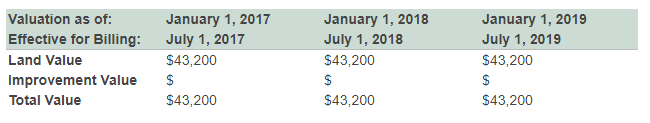 Valuation as of: January 1, 2017 January 1, 2018 January 1, 2019
Effective for Billing: July 1, 2017 July 1, 2018 July 1, 2019
Land Value $43,200 $43,200 $43,200
Improvement Value $ $ $
Total Value $43,200 $43,200 $43,200